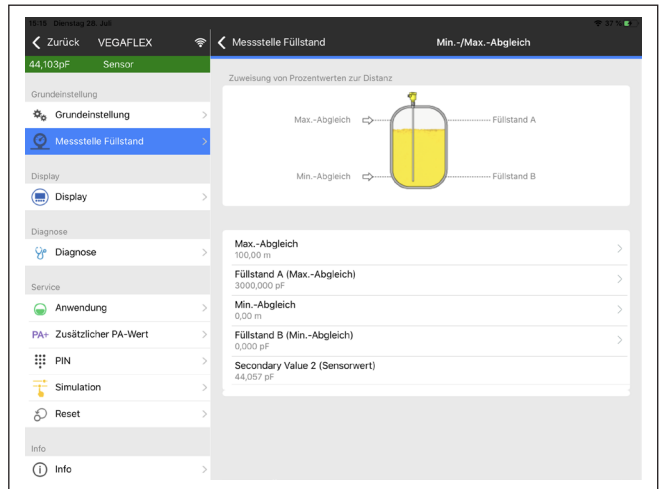 16:16 Dienstag 28. Juli
37 %
Zurück VEGAFLEX
Messstelle Füllstand
Min.-/Max.-Abgleich
44,103pF Sensor
Grundeinstellung
Grundeinstellung
Messstelle Füllstand
Display
Display
Diagnose
Diagnose
Service
Anwendung
PA+ Zusätzlicher PA-Wert
PIN
Simulation
Reset
Info
Info
Zuweisung von Prozentwerten zur Distanz
Max.-Abgleich
Füllstand A
Min.-Abgleich
Füllstand B
Max.-Abgleich
100,00 m
Füllstand A (Max.-Abgleich)
3000,000 pF
Min.-Abgleich
0,00 m
Füllstand B (Min.-Abgleich)
0,000 pF
Secondary Value 2 (Sensorwert)
44,057 pF